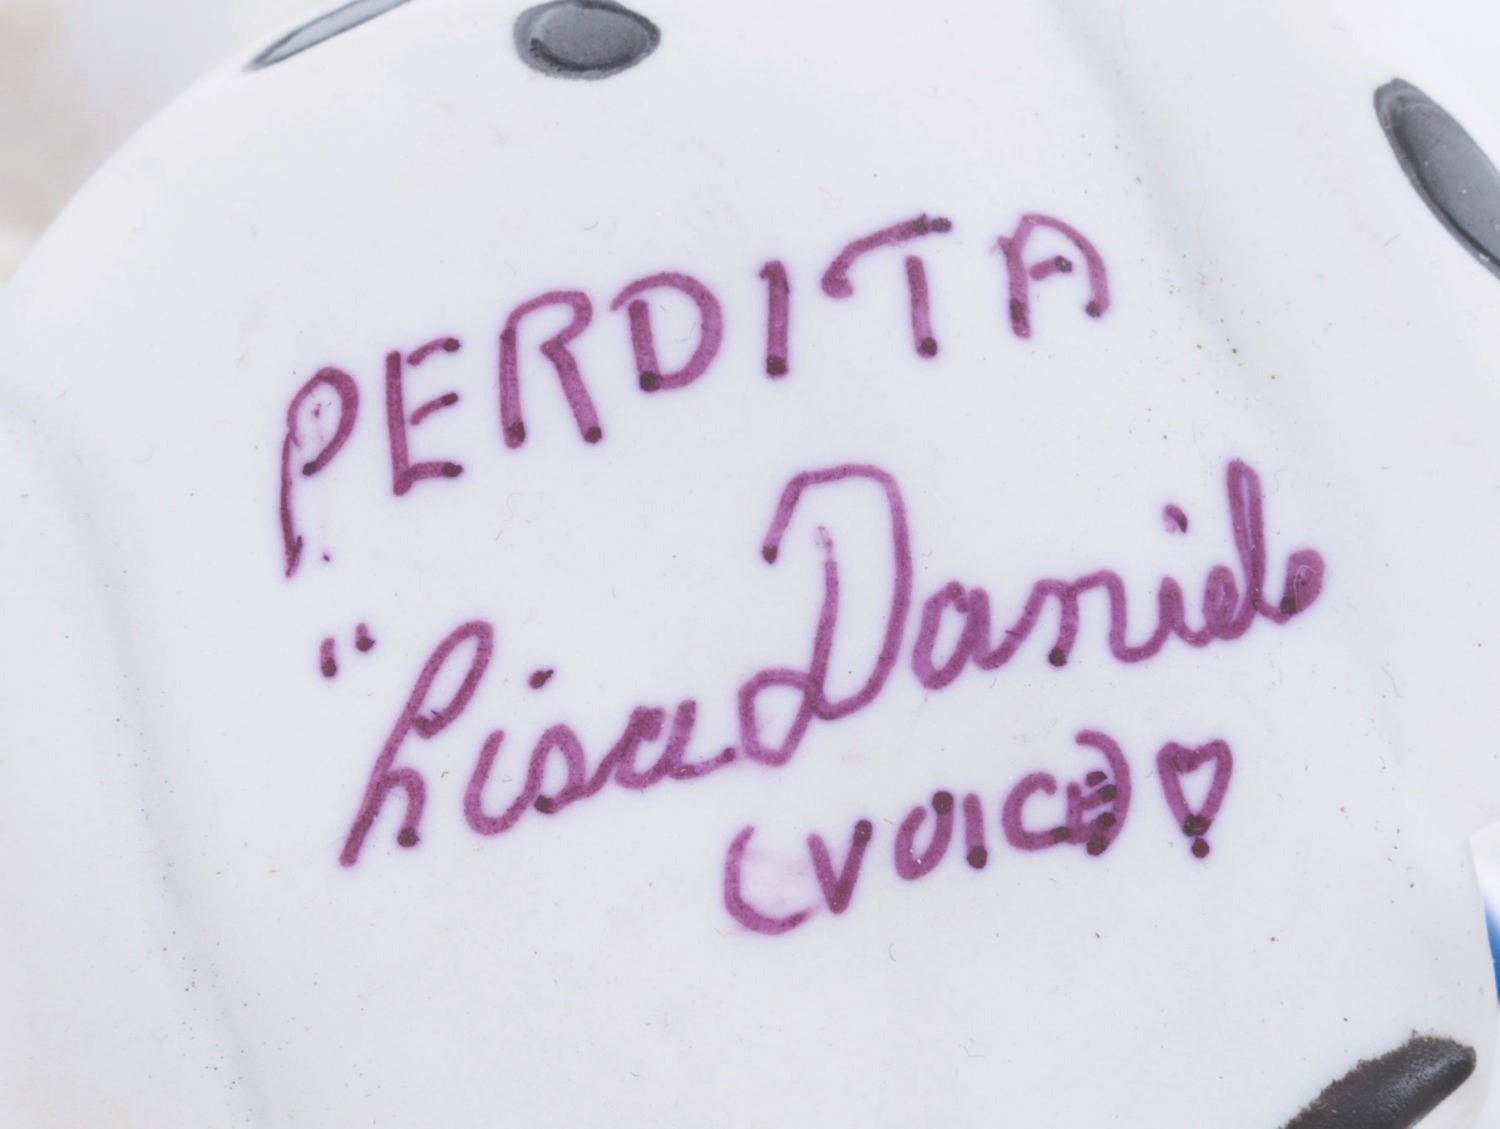 PERDITA
"Lisa Daniels
(VOICE) ♡